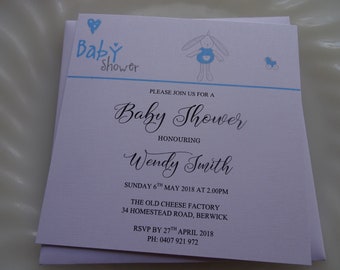 Baby
Shower
PLEASE JOIN US FOR A
Baby Shower
HONOURING
Wendy Smith
SUNDAY 6TH MAY 2018 AT 2.00PM
THE OLD CHEESE FACTORY
34 HOMESTEAD ROAD, BERWICK
RSVP BY 27TH APRIL 2018
PH: 0407 921 972